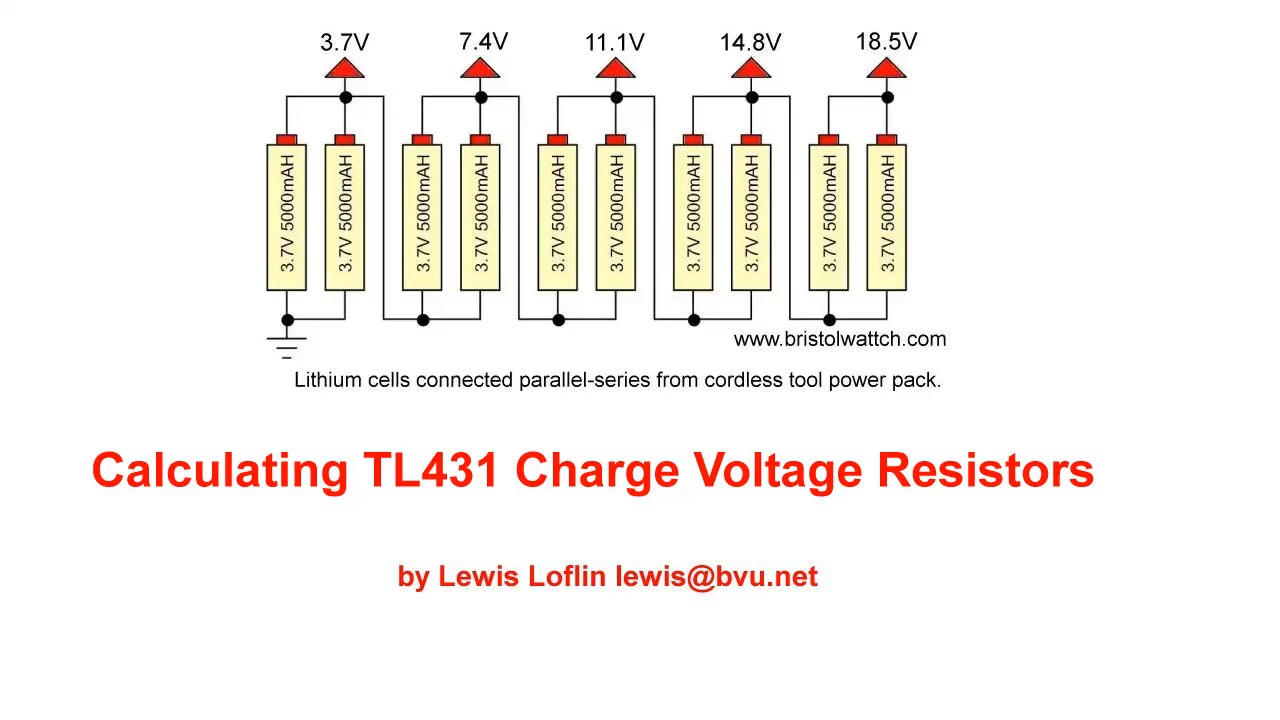 3.7V 7.4V 11.1V 14.8V 18.5V
3.7V 5000mAH 3.7V 5000mAH 3.7V 5000mAH 3.7V 5000mAH 3.7V 5000mAH 3.7V 5000mAH 3.7V 5000mAH 3.7V 5000mAH 3.7V 5000mAH 3.7V 5000mAH
www.bristolwattch.com
Lithium cells connected parallel-series from cordless tool power pack.
Calculating TL431 Charge Voltage Resistors
by Lewis Loflin lewis@bvu.net